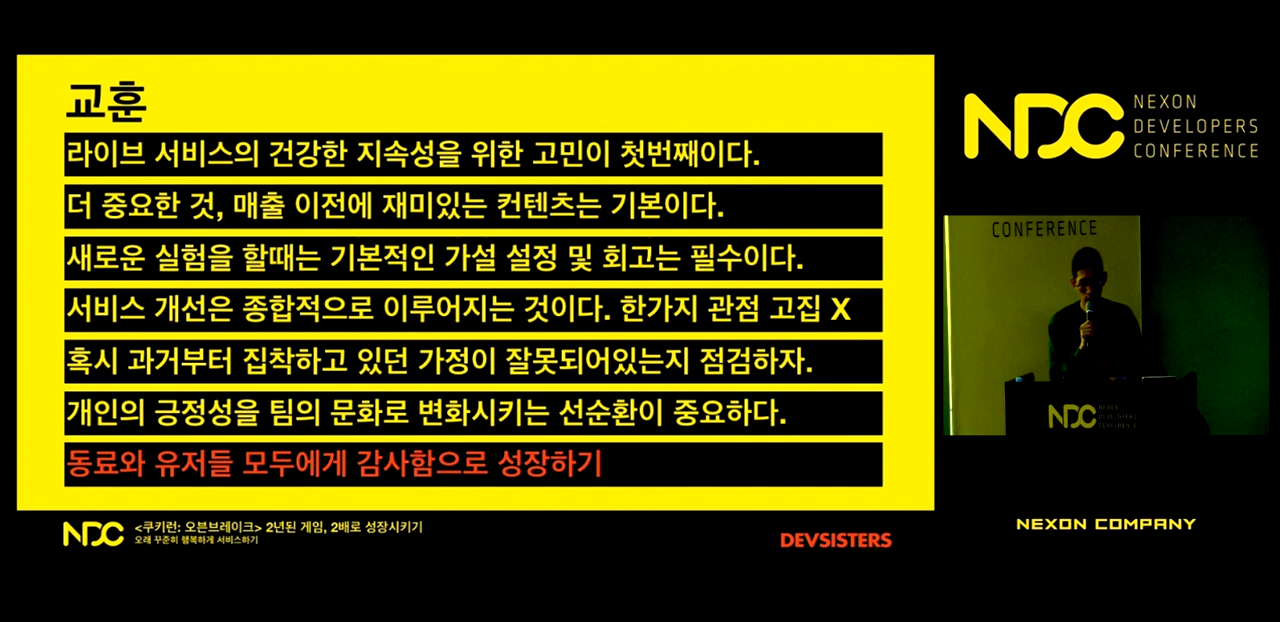 교훈
라이브 서비스의 건강한 지속성을 위한 고민이 첫번째이다.
더 중요한 것, 매출 이전에 재미있는 컨텐츠는 기본이다.
새로운 실험을 할때는 기본적인 가설 설정 및 회고는 필수이다.
서비스 개선은 종합적으로 이루어지는 것이다. 한가지 관점 고집 X
혹시 과거부터 집착하고 있던 가정이 잘못되어있는지 점검하자.
개인의 긍정성을 팀의 문화로 변화시키는 선순환이 중요하다.
동료와 유저들 모두에게 감사함으로 성장하기
NDC
<쿠키런: 오븐브레이크> 2년된 게임, 2배로 성장시키기
오래 꾸준히 행복하게 서비스하기
DEVSISTERS
NDC
NEXON
DEVELOPERS
CONFERENCE
CONFERENCE
NDC
NEXON COMPANY